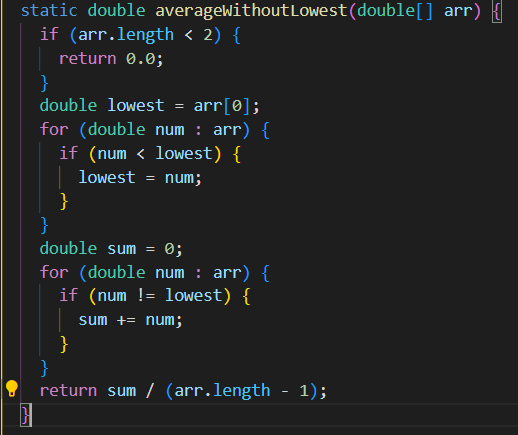 static double averageWithoutLowest(double[] arr) {
if (arr.length < 2) {
return 0.0;
}
double lowest = arr[0];
for (double num : arr) {
if (num < lowest) {
lowest = num;
}
}
double sum = 0;
for (double num : arr) {
if (num != lowest) {
sum += num;
}
}
return sum / (arr.length - 1);
}